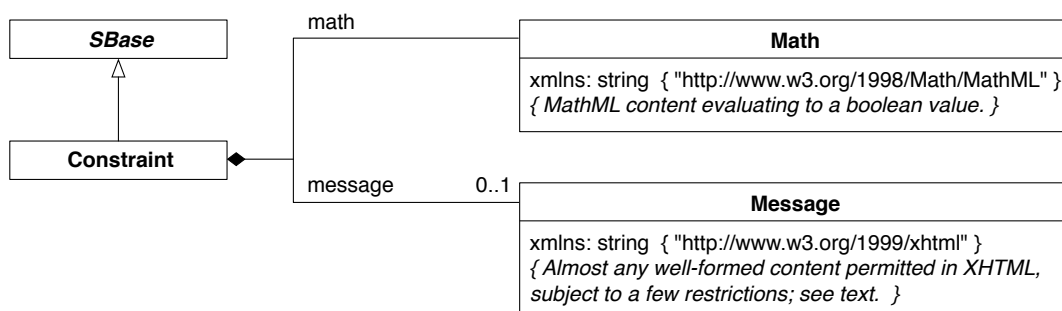 SBase
Constraint
math
Math
xmlns: string { "http://www.w3.org/1998/Math/MathML" }
{ MathML content evaluating to a boolean value. }
message 0..1
Message
xmlns: string { "http://www.w3.org/1999/xhtml" }
{ Almost any well-formed content permitted in XHTML,
subject to a few restrictions; see text. }